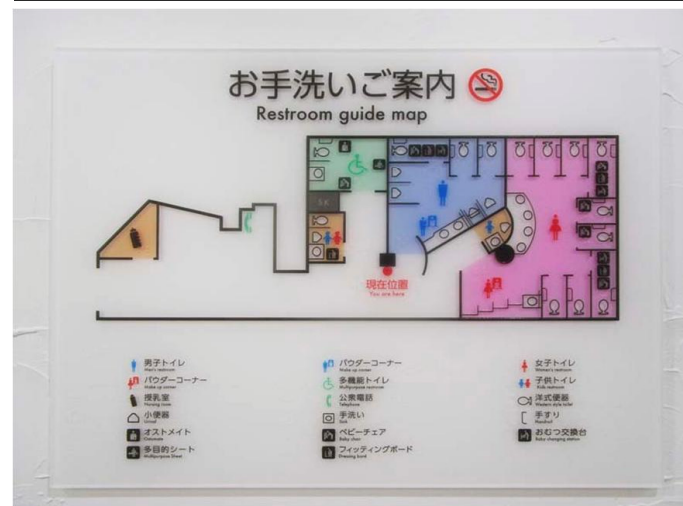 お手洗いご案内
Restroom guide map
SK
現在位置
You are here
男子トイレ
Men's restroom
パウダーコーナー
Make up corner
授乳室
Nursing room
小便器
Urinal
オストメイト
Ostomate
多目的シート
Multipurpose Sheet
パウダーコーナー
Make up corner
多機能トイレ
Multipurpose restroom
公衆電話
Telephone
手洗い
Sink
ベビーチェア
Baby chair
フィッティングボード
Dressing board
女子トイレ
Women's restroom
子供トイレ
Kids restroom
洋式便器
Western style toilet
手すり
Handrail
おむつ交換台
Baby changing station